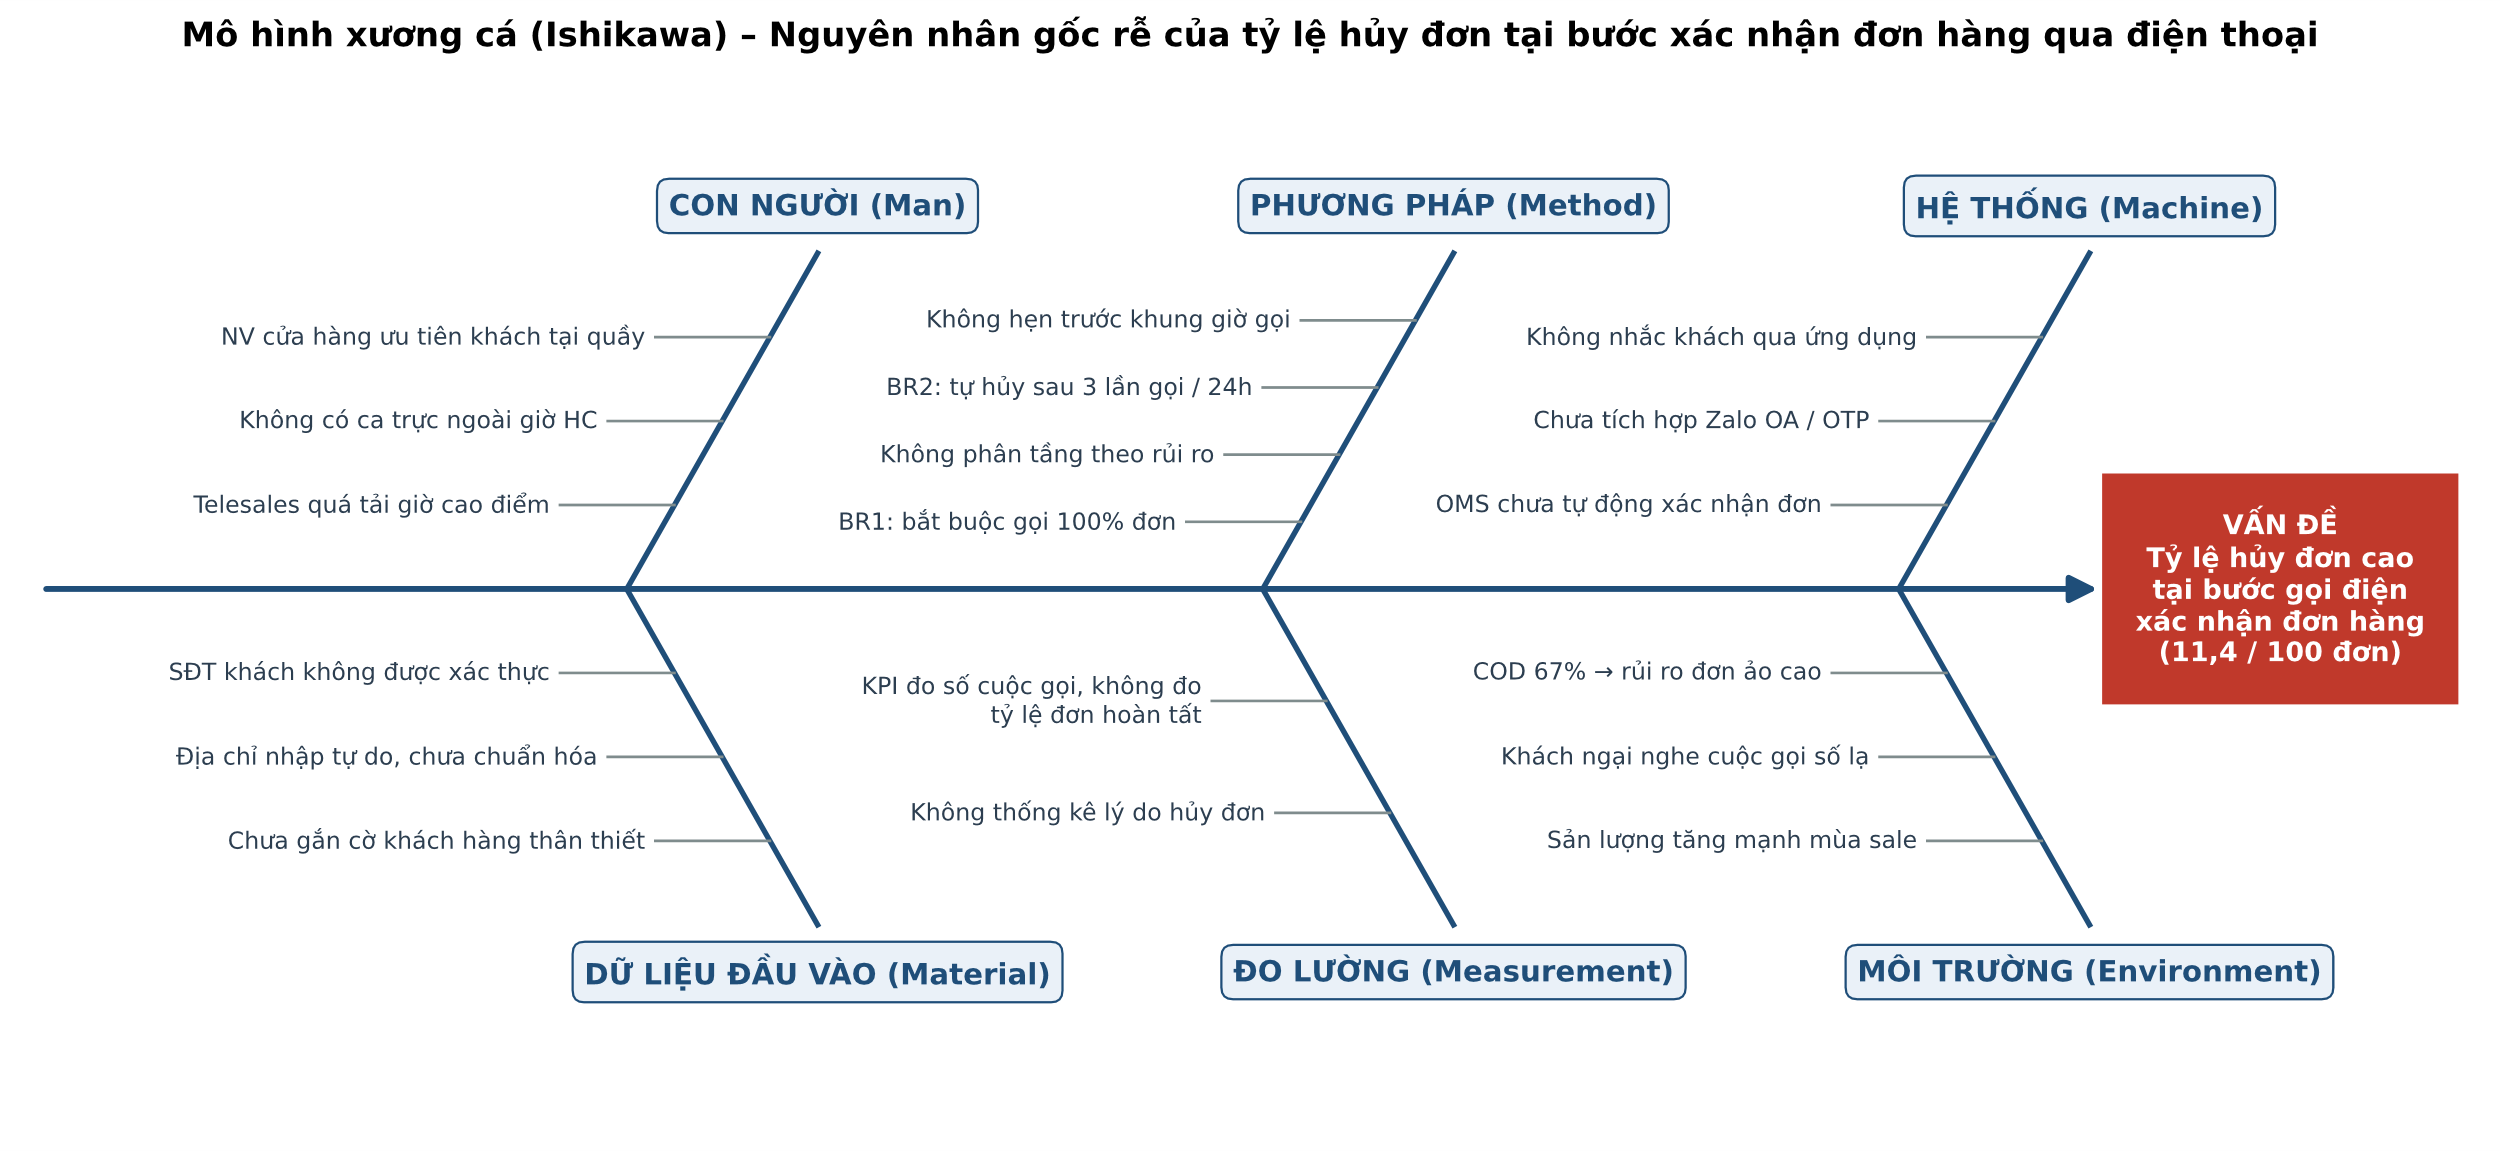 Mô hình xương cá (Ishikawa) – Nguyên nhân gốc rễ của tỷ lệ hủy đơn tại bước xác nhận đơn hàng qua điện thoại
CON NGƯỜI (Man)
NV cửa hàng ưu tiên khách tại quầy
Không có ca trực ngoài giờ HC
Telesales quá tải giờ cao điểm
PHƯƠNG PHÁP (Method)
Không hẹn trước khung giờ gọi
BR2: tự hủy sau 3 lần gọi / 24h
Không phân tầng theo rủi ro
BR1: bắt buộc gọi 100% đơn
HỆ THỐNG (Machine)
Không nhắc khách qua ứng dụng
Chưa tích hợp Zalo OA / OTP
OMS chưa tự động xác nhận đơn
VẤN ĐỀ
Tỷ lệ hủy đơn cao
tại bước gọi điện
xác nhận đơn hàng
(11,4 / 100 đơn)
SĐT khách không được xác thực
Địa chỉ nhập tự do, chưa chuẩn hóa
Chưa gắn cờ khách hàng thân thiết
DỮ LIỆU ĐẦU VÀO (Material)
KPI đo số cuộc gọi, không đo
tỷ lệ đơn hoàn tất
Không thống kê lý do hủy đơn
ĐO LƯỜNG (Measurement)
COD 67% → rủi ro đơn ảo cao
Khách ngại nghe cuộc gọi số lạ
Sản lượng tăng mạnh mùa sale
MÔI TRƯỜNG (Environment)